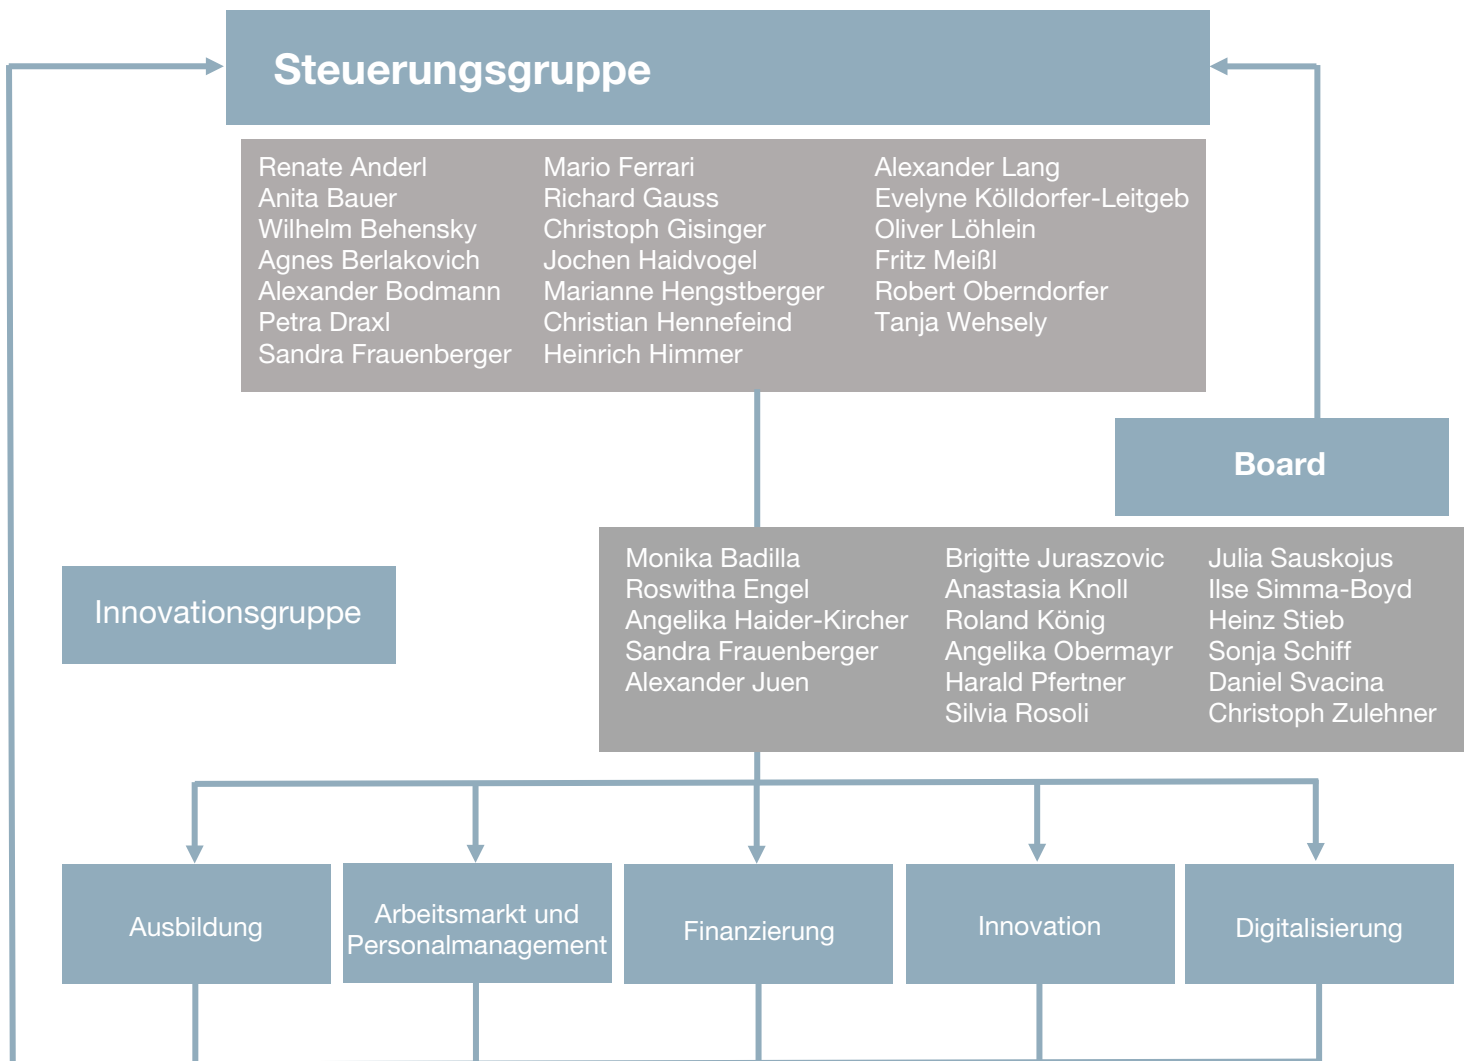 Steuerungsgruppe
Renate Anderl
Anita Bauer
Wilhelm Behensky
Agnes Berlakovich
Alexander Bodmann
Petra Draxl
Sandra Frauenberger
Mario Ferrari
Richard Gauss
Christoph Gisinger
Jochen Haidvogel
Marianne Hengstberger
Christian Hennefeind
Heinrich Himmer
Alexander Lang
Evelyne Kölldorfer-Leitgeb
Oliver Löhlein
Fritz Meißl
Robert Oberndorfer
Tanja Wehsely
Board
Monika Badilla
Roswitha Engel
Angelika Haider-Kircher
Sandra Frauenberger
Alexander Juen
Brigitte Juraszovic
Anastasia Knoll
Roland König
Angelika Obermayr
Harald Pfertner
Silvia Rosoli
Julia Sauskojus
Ilse Simma-Boyd
Heinz Stieb
Sonja Schiff
Daniel Svacina
Christoph Zulehner
Innovationsgruppe
Ausbildung
Arbeitsmarkt und
Personalmanagement
Finanzierung
Innovation
Digitalisierung